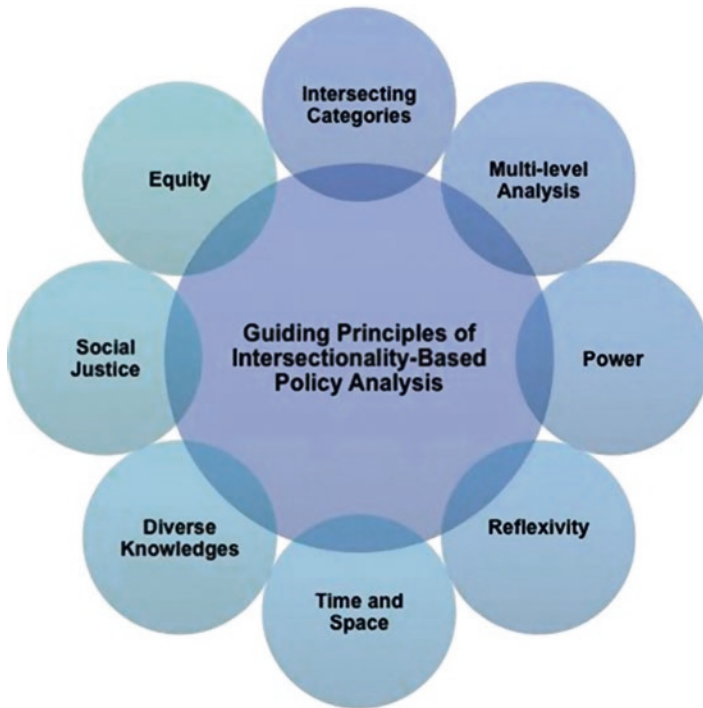 Guiding Principles of
Intersectionality-Based
Policy Analysis
Intersecting
Categories
Multi-level
Analysis
Power
Reflexivity
Time and
Space
Diverse
Knowledges
Social
Justice
Equity